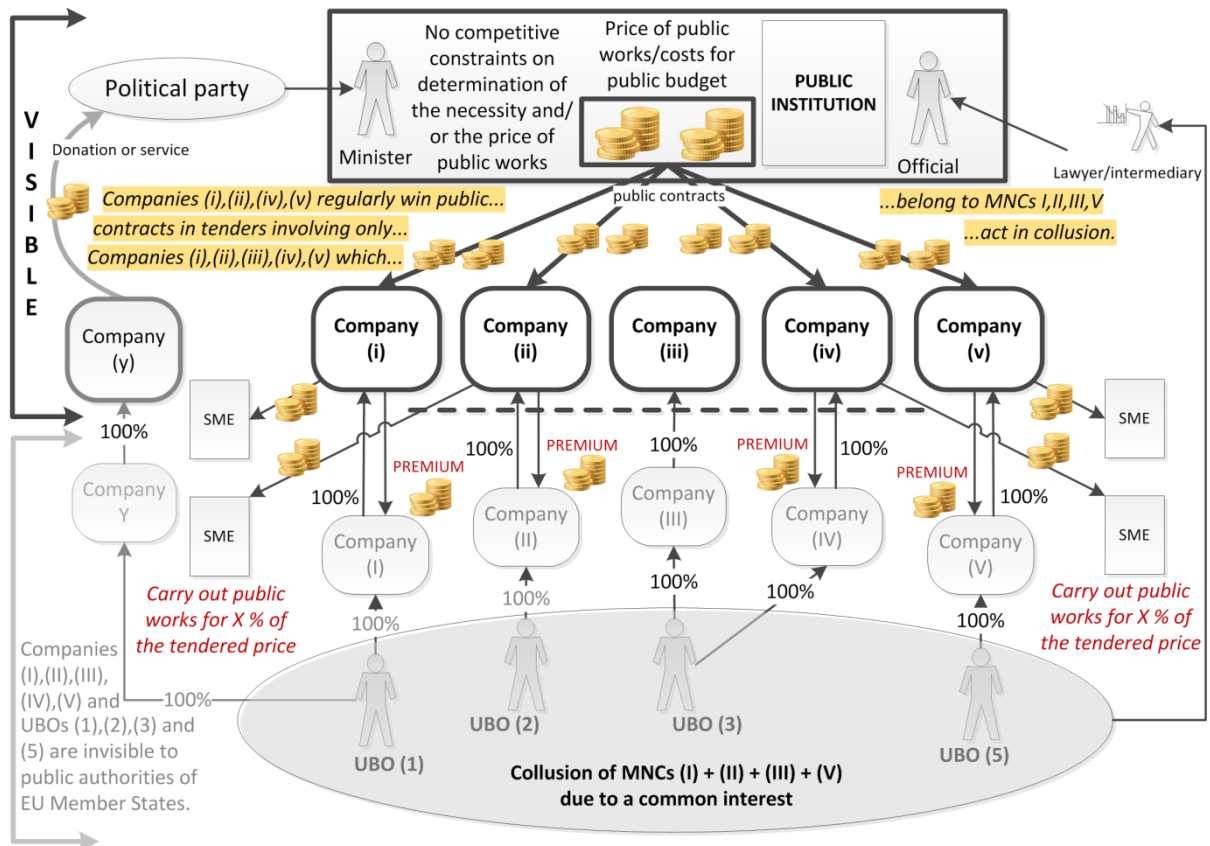 VISIBLE
Political party
Donation or service
Minister
No competitive
constraints on
determination of
the necessity and/
or the price of
public works
Price of public
works/costs for
public budget
PUBLIC
INSTITUTION
Official
Lawyer/intermediary
public contracts
Companies (i),(ii),(iv),(v) regularly win public...
contracts in tenders involving only...
Companies (i),(ii),(iii),(iv),(v) which...
...belong to MNCs I,II,III,V
...act in collusion.
Company
(y)
Company
(i)
Company
(ii)
Company
(iii)
Company
(iv)
Company
(v)
SME
SME
100%
100%
PREMIUM
100%
PREMIUM
100%
PREMIUM
100%
PREMIUM
100%
Company
Y
SME
Company
(I)
Company
(II)
Company
(III)
Company
(IV)
Company
(V)
SME
Carry out public
works for X % of
the tendered price
100%
100%
100%
100%
100%
Carry out public
works for X % of
the tendered price
Companies
(I),(II),(III),
(IV),(V) and
UBOs (1),(2),(3) and
(5) are invisible to
public authorities of
EU Member States.
100%
UBO (1)
UBO (2)
UBO (3)
UBO (5)
Collusion of MNCs (I) + (II) + (III) + (V)
due to a common interest